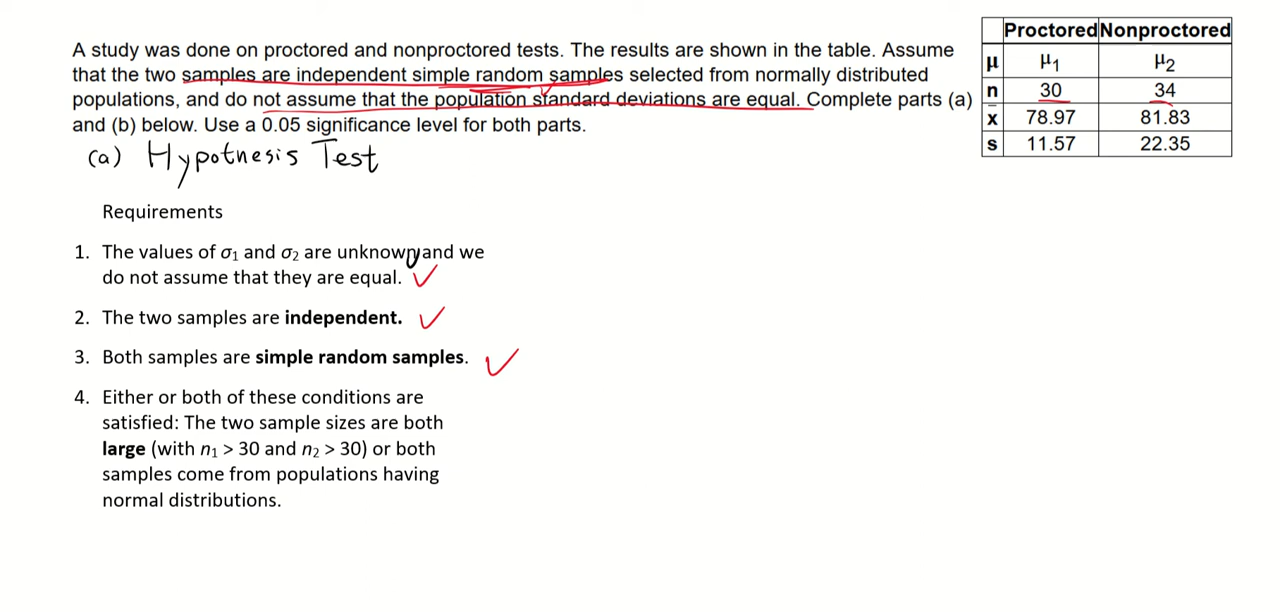 A study was done on proctored and nonproctored tests. The results are shown in the table. Assume
that the two samples are independent simple random samples selected from normally distributed
populations, and do not assume that the population standard deviations are equal. Complete parts (a)
and (b) below. Use a 0.05 significance level for both parts.
Proctored Nonproctored
μ μ1 μ2
n 30 34
x̄ 78.97 81.83
s 11.57 22.35
(a) Hypothesis Test
Requirements
1. The values of σ1 and σ2 are unknown and we
do not assume that they are equal.
2. The two samples are independent.
3. Both samples are simple random samples.
4. Either or both of these conditions are
satisfied: The two sample sizes are both
large (with n1 > 30 and n2 > 30) or both
samples come from populations having
normal distributions.